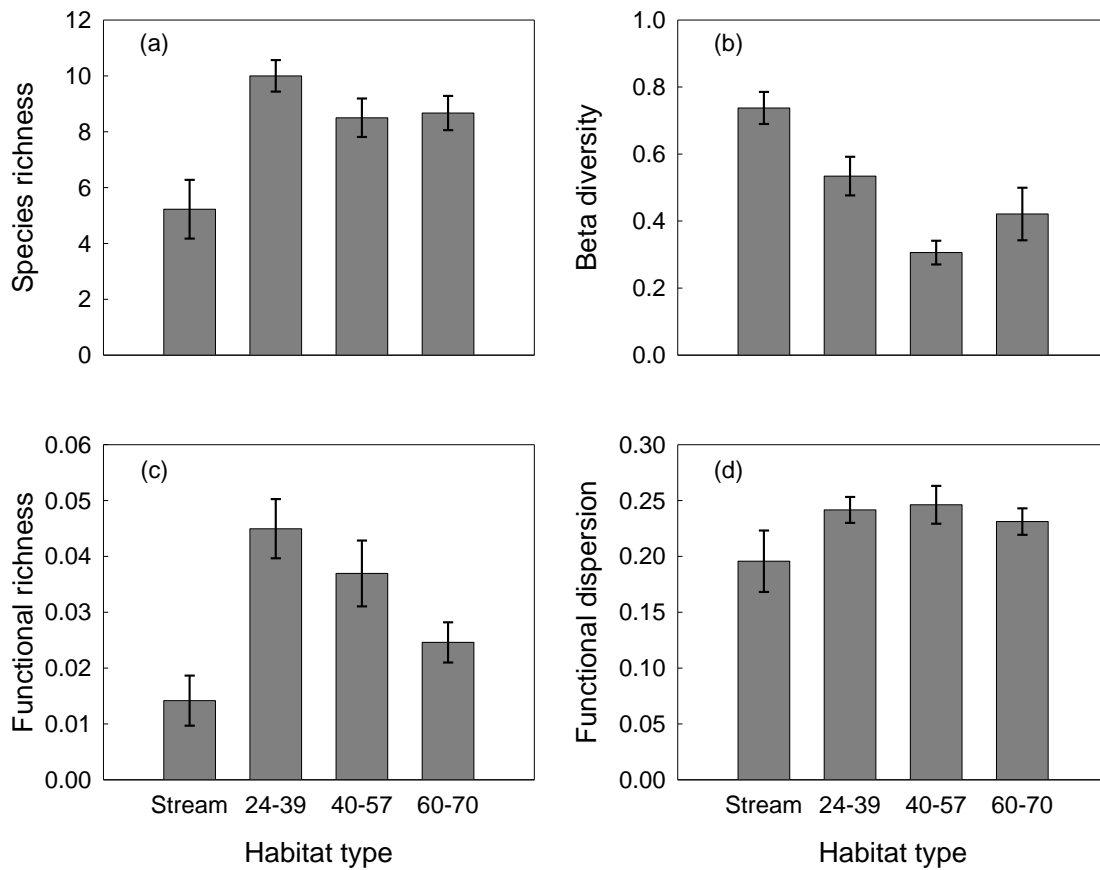 (a)
Species richness
12
10
8
6
4
2
0
(b)
Beta diversity
1.0
0.8
0.6
0.4
0.2
0.0
(c)
Functional richness
0.06
0.05
0.04
0.03
0.02
0.01
0.00
Stream 24-39 40-57 60-70
Habitat type
(d)
Functional dispersion
0.30
0.25
0.20
0.15
0.10
0.05
0.00
Stream 24-39 40-57 60-70
Habitat type